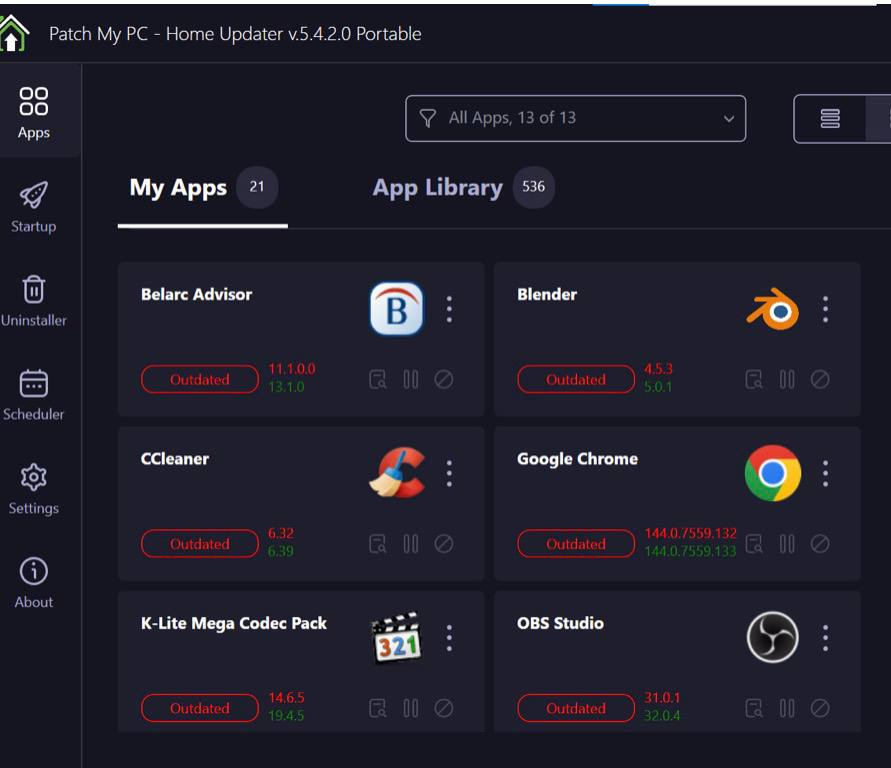 Patch My PC - Home Updater v.5.4.2.0 Portable
Apps
Startup
Uninstaller
Scheduler
Settings
About
All Apps, 13 of 13
My Apps 21
App Library 536
Belarc Advisor
B
Outdated
11.1.0.0
13.1.0
Blender
Outdated
4.5.3
5.0.1
CCleaner
Outdated
6.32
6.39
Google Chrome
Outdated
144.0.7559.132
144.0.7559.133
K-Lite Mega Codec Pack
321
Outdated
14.6.5
19.4.5
OBS Studio
Outdated
31.0.1
32.0.4